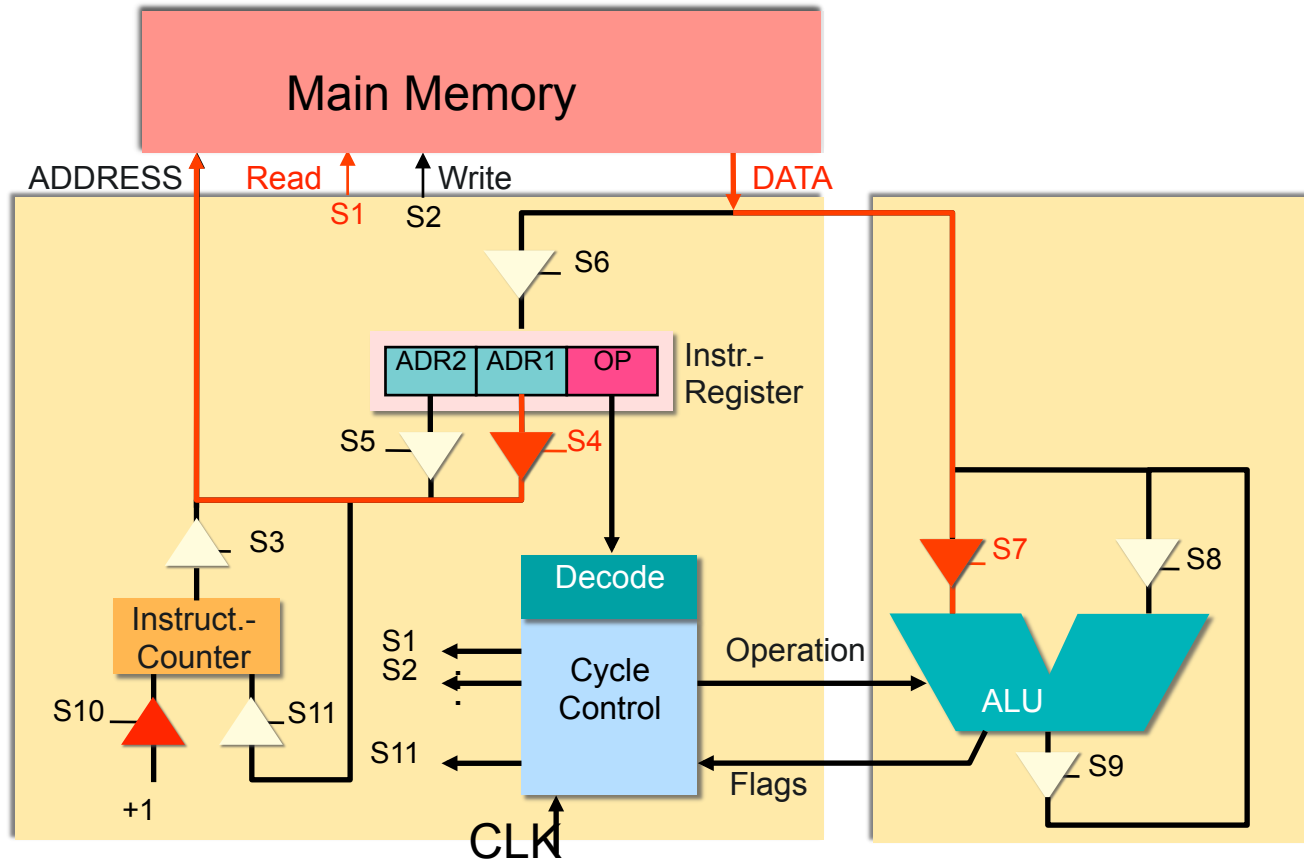 Main Memory
ADDRESS
Read
Write
DATA
S1
S2
S6
ADR2
ADR1
OP
Instr.-
Register
S5
S4
S3
S7
S8
Decode
Instruct.-
Counter
S1
S2
⋮
Cycle
Control
Operation
ALU
S10
S11
S11
Flags
S9
+1
CLK